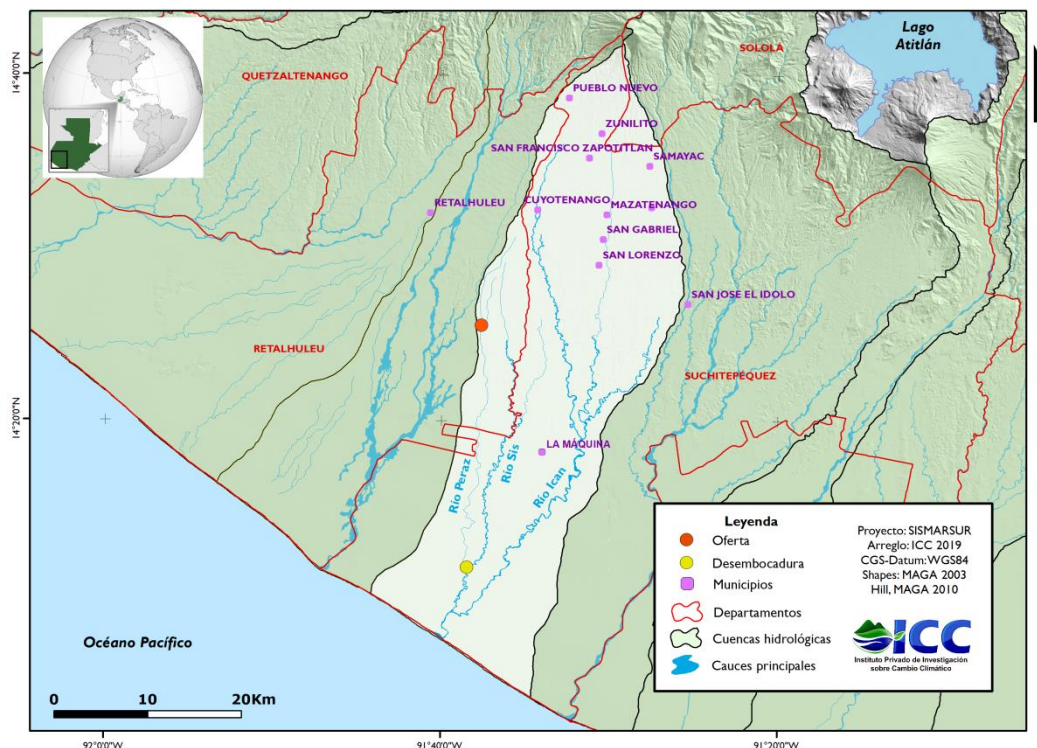 Lago
Atitlán
SOLOLA
QUETZALTENANGO
14°40'0"N
PUEBLO NUEVO
ZUNILITO
SAN FRANCISCO ZAPOTITLAN
SAMAYAC
RETALHULEU
CUYOTENANGO
MAZATENANGO
SAN GABRIEL
SAN LORENZO
SAN JOSE EL IDOLO
RETALHULEU
SUCHITEPÉQUEZ
14°20'0"N
LA MÁQUINA
Río Peraz
Río Sis
Río Ican
Océano Pacífico
0 10 20Km
Leyenda
Oferta
Desembocadura
Municipios
Departamentos
Cuencas hidrológicas
Cauces principales
Proyecto: SISMARSUR
Arreglo: ICC 2019
CGS-Datum: WGS84
Shapes: MAGA 2003
Hill, MAGA 2010
ICC
Instituto Privado de Investigación
sobre Cambio Climático
92°0'0"W
91°40'0"W
91°20'0"W